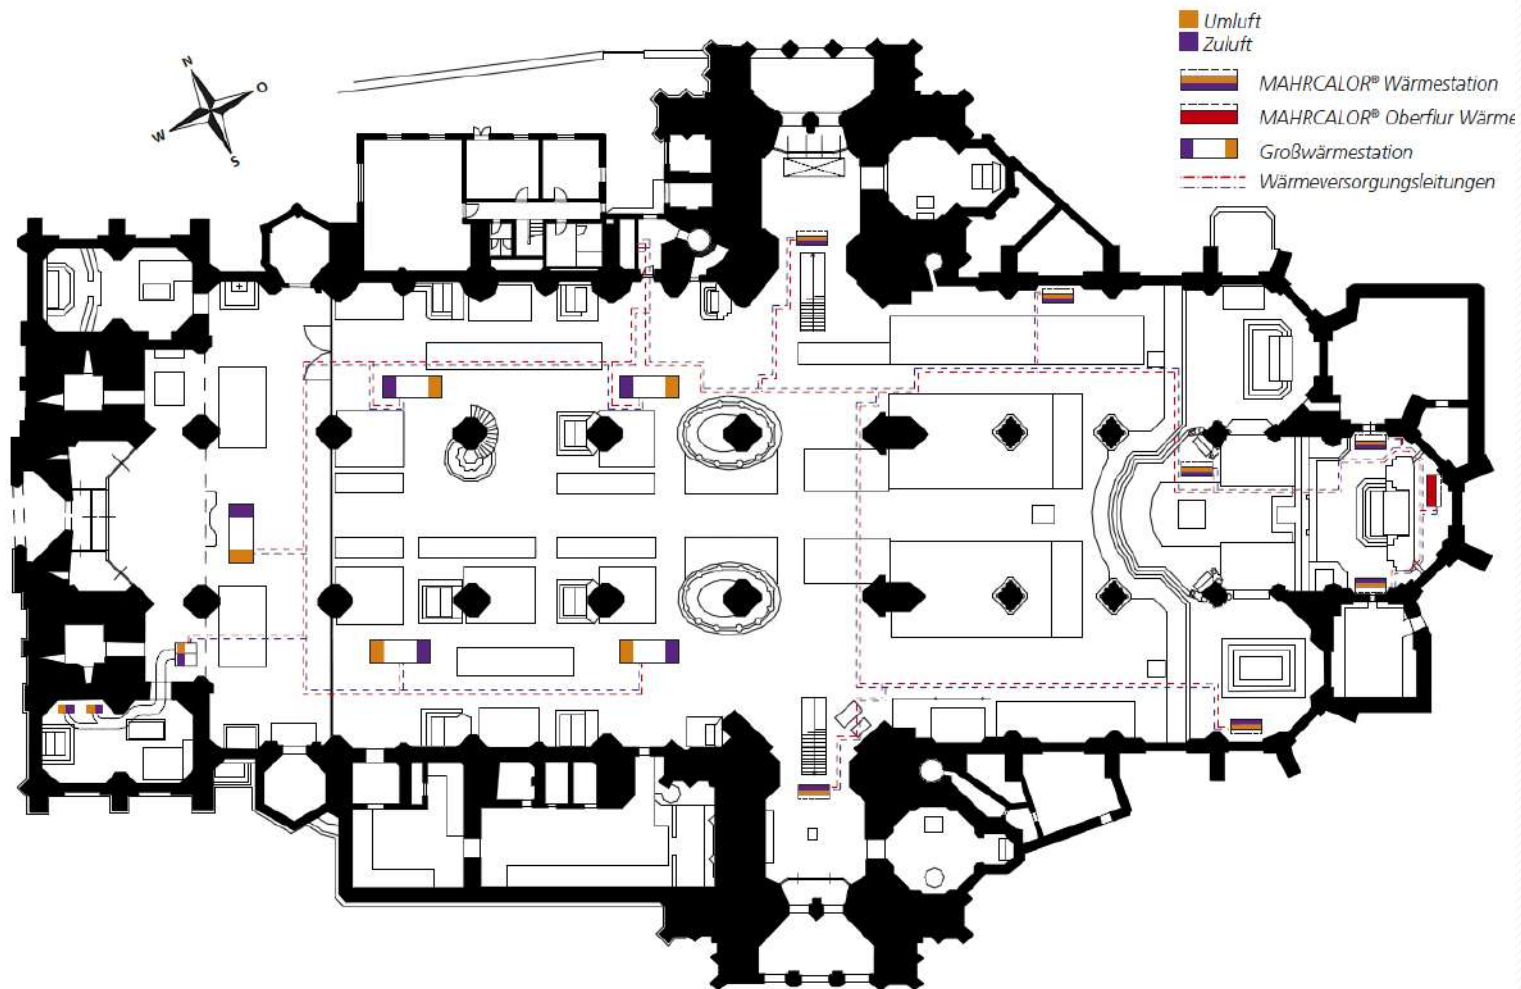 Umluft
Zuluft
MAHRCALOR® Wärmestation
MAHRCALOR® Oberflur Wärme
Großwärmestation
Wärmeversorgungsleitungen
N
O
W
S